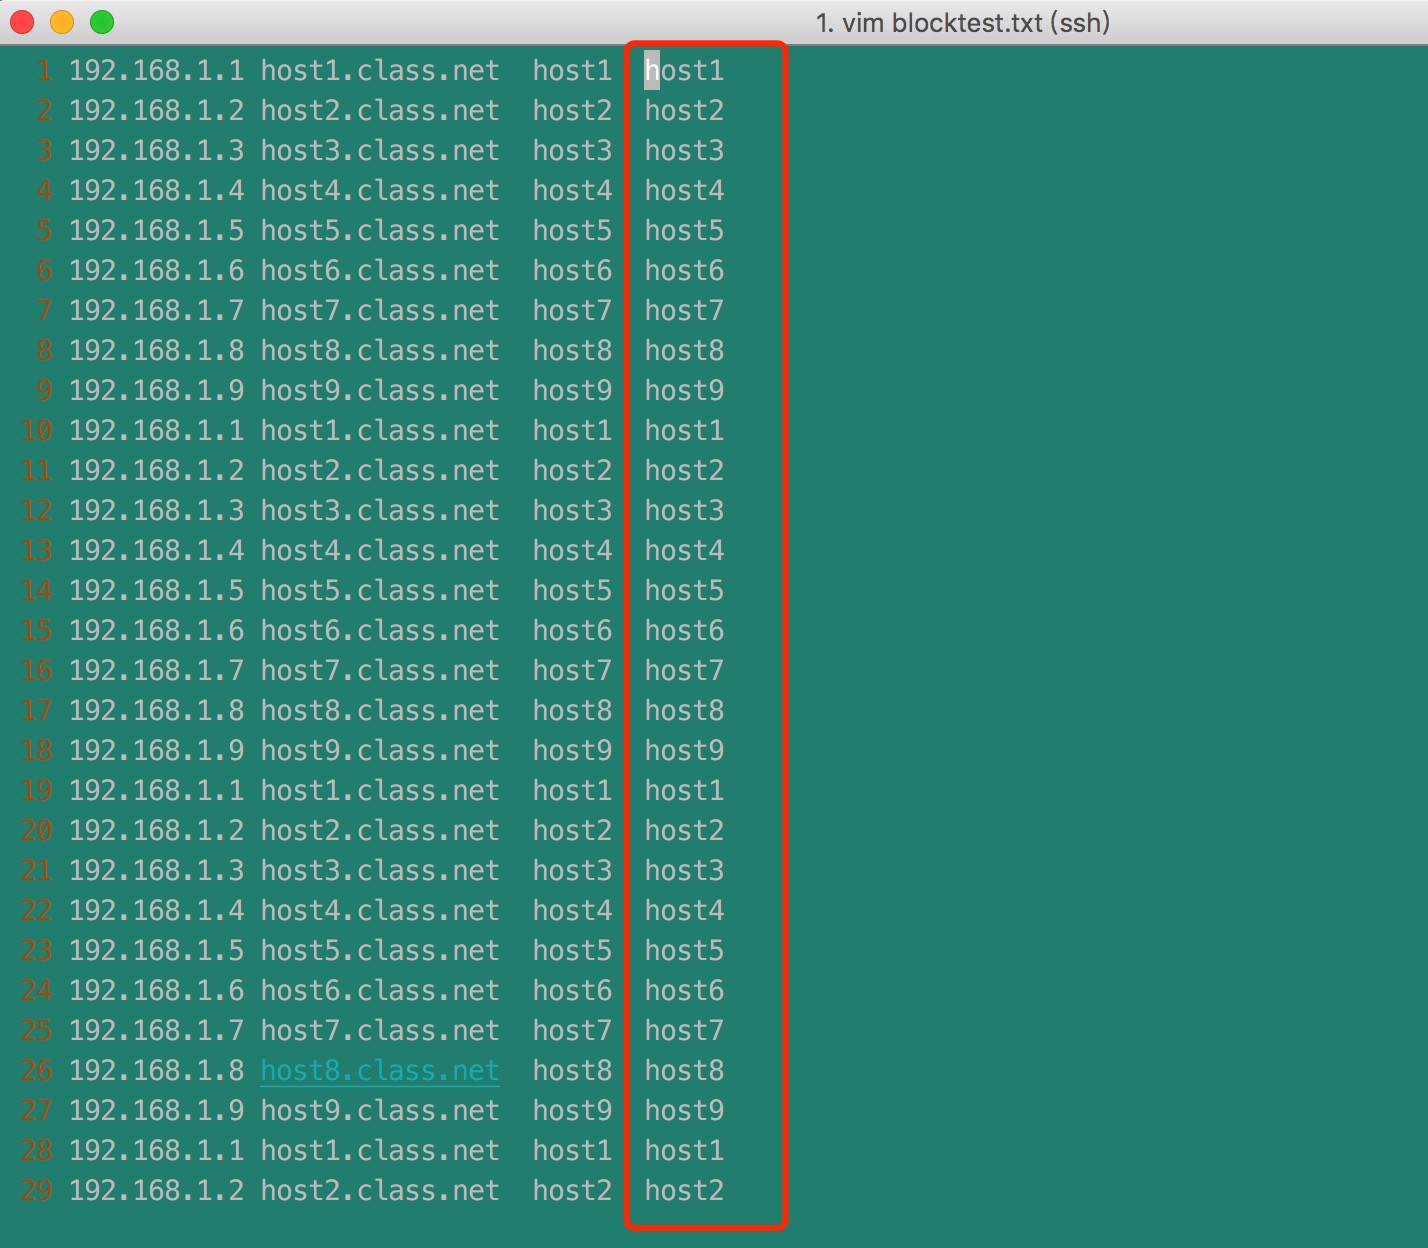 1. vim blocktest.txt (ssh)
1 192.168.1.1 host1.class.net  host1  host1
2 192.168.1.2 host2.class.net  host2  host2
3 192.168.1.3 host3.class.net  host3  host3
4 192.168.1.4 host4.class.net  host4  host4
5 192.168.1.5 host5.class.net  host5  host5
6 192.168.1.6 host6.class.net  host6  host6
7 192.168.1.7 host7.class.net  host7  host7
8 192.168.1.8 host8.class.net  host8  host8
9 192.168.1.9 host9.class.net  host9  host9
10 192.168.1.1 host1.class.net  host1  host1
11 192.168.1.2 host2.class.net  host2  host2
12 192.168.1.3 host3.class.net  host3  host3
13 192.168.1.4 host4.class.net  host4  host4
14 192.168.1.5 host5.class.net  host5  host5
15 192.168.1.6 host6.class.net  host6  host6
16 192.168.1.7 host7.class.net  host7  host7
17 192.168.1.8 host8.class.net  host8  host8
18 192.168.1.9 host9.class.net  host9  host9
19 192.168.1.1 host1.class.net  host1  host1
20 192.168.1.2 host2.class.net  host2  host2
21 192.168.1.3 host3.class.net  host3  host3
22 192.168.1.4 host4.class.net  host4  host4
23 192.168.1.5 host5.class.net  host5  host5
24 192.168.1.6 host6.class.net  host6  host6
25 192.168.1.7 host7.class.net  host7  host7
26 192.168.1.8 host8.class.net  host8  host8
27 192.168.1.9 host9.class.net  host9  host9
28 192.168.1.1 host1.class.net  host1  host1
29 192.168.1.2 host2.class.net  host2  host2